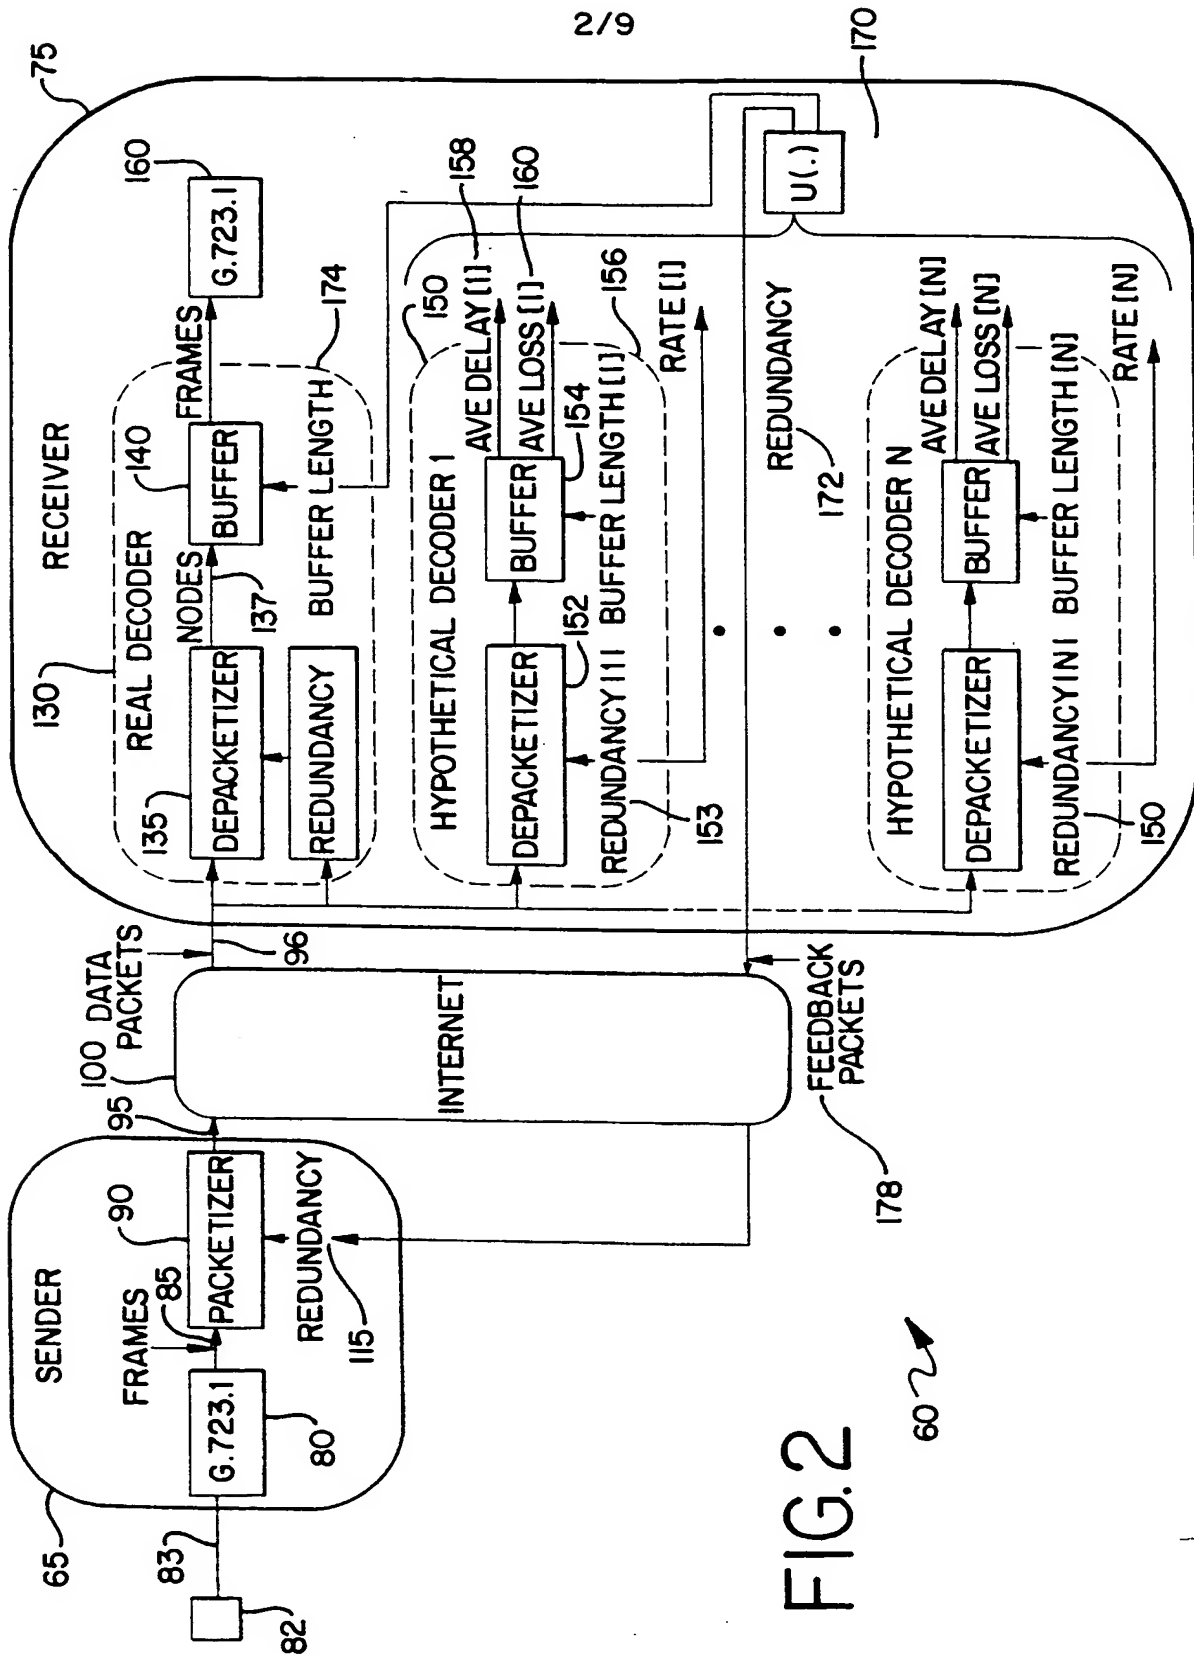 2/9
SENDER
65
82
83
G.723.1
80
FRAMES
85
PACKETIZER
90
REDUNDANCY
115
95
100
DATA
PACKETS
96
INTERNET
FEEDBACK
PACKETS
178
RECEIVER
75
130
REAL DECODER
135
DEPACKETIZER
NODES
137
140
BUFFER
FRAMES
G.723.1
160
REDUNDANCY
BUFFER LENGTH
174
HYPOTHETICAL DECODER 1
150
DEPACKETIZER
152
BUFFER
154
AVE DELAY [1]
158
AVE LOSS [1]
160
REDUNDANCY [1]
BUFFER LENGTH [1]
153
156
RATE [1]
REDUNDANCY
172
U(.)
170
HYPOTHETICAL DECODER N
DEPACKETIZER
BUFFER
AVE DELAY [N]
AVE LOSS [N]
REDUNDANCY [N]
BUFFER LENGTH [N]
150
RATE [N]
60
FIG.2